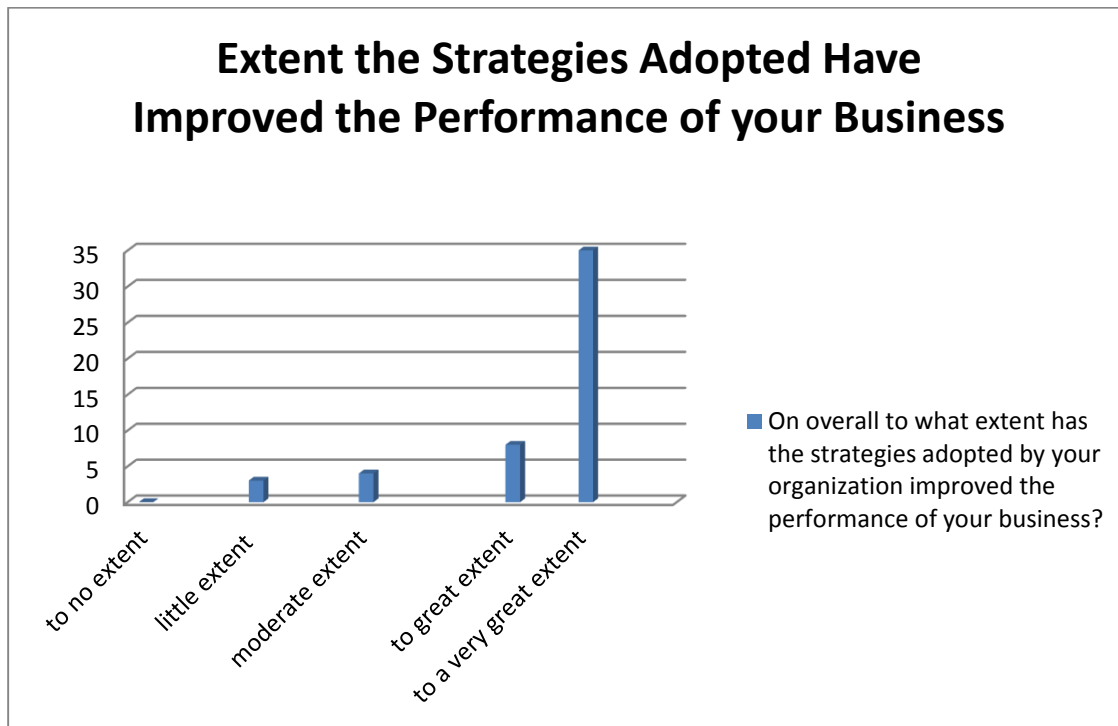 Extent the Strategies Adopted Have
Improved the Performance of your Business
35
30
25
20
15
10
5
0
to no extent
little extent
moderate extent
to great extent
to a very great extent
On overall to what extent has
the strategies adopted by your
organization improved the
performance of your business?